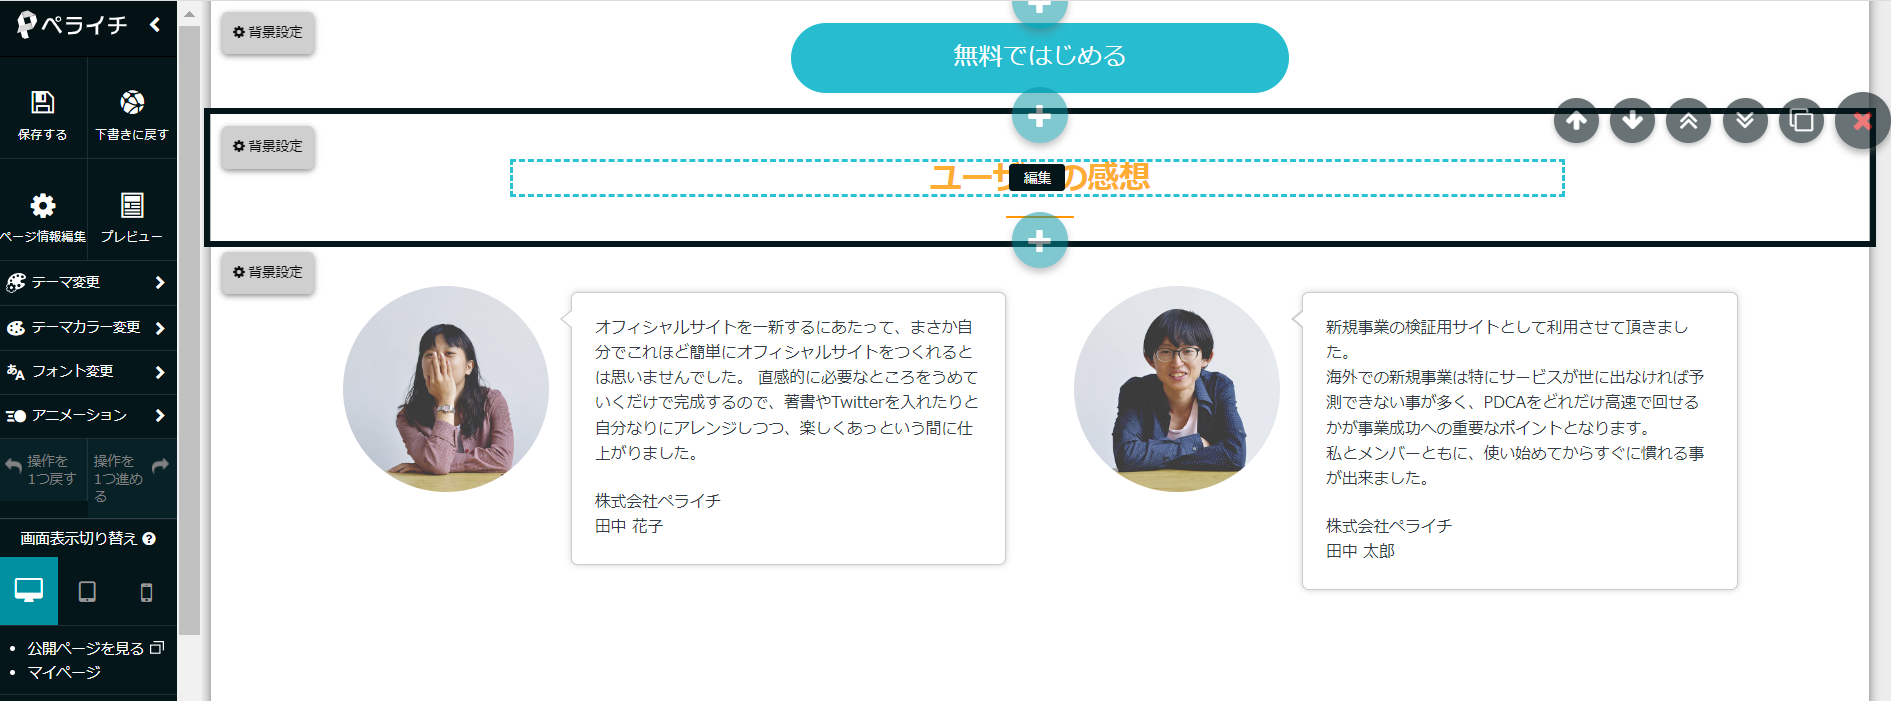 ペライチ
保存する
下書きに戻す
ページ情報編集
プレビュー
テーマ変更
テーマカラー変更
フォント変更
アニメーション
操作を
1つ戻す
操作を
1つ進め
る
画面表示切り替え
公開ページを見る
マイページ
背景設定
無料ではじめる
背景設定
編集
の感想
背景設定
オフィシャルサイトを一新するにあたって、まさか自
分でこれほど簡単にオフィシャルサイトをつくれると
は思いませんでした。 直感的に必要なところをうめて
いくだけで完成するので、著書やTwitterを入れたりと
自分なりにアレンジしつつ、楽しくあっという間に仕
上がりました。
株式会社ペライチ
田中 花子
新規事業の検証用サイトとして利用させて頂きまし
た。
海外での新規事業は特にサービスが世に出なければ予
測できない事が多く、PDCAをどれだけ高速で回せる
かが事業成功への重要なポイントとなります。
私とメンバーともに、使い始めてからすぐに慣れる事
が出来ました。
株式会社ペライチ
田中 太郎